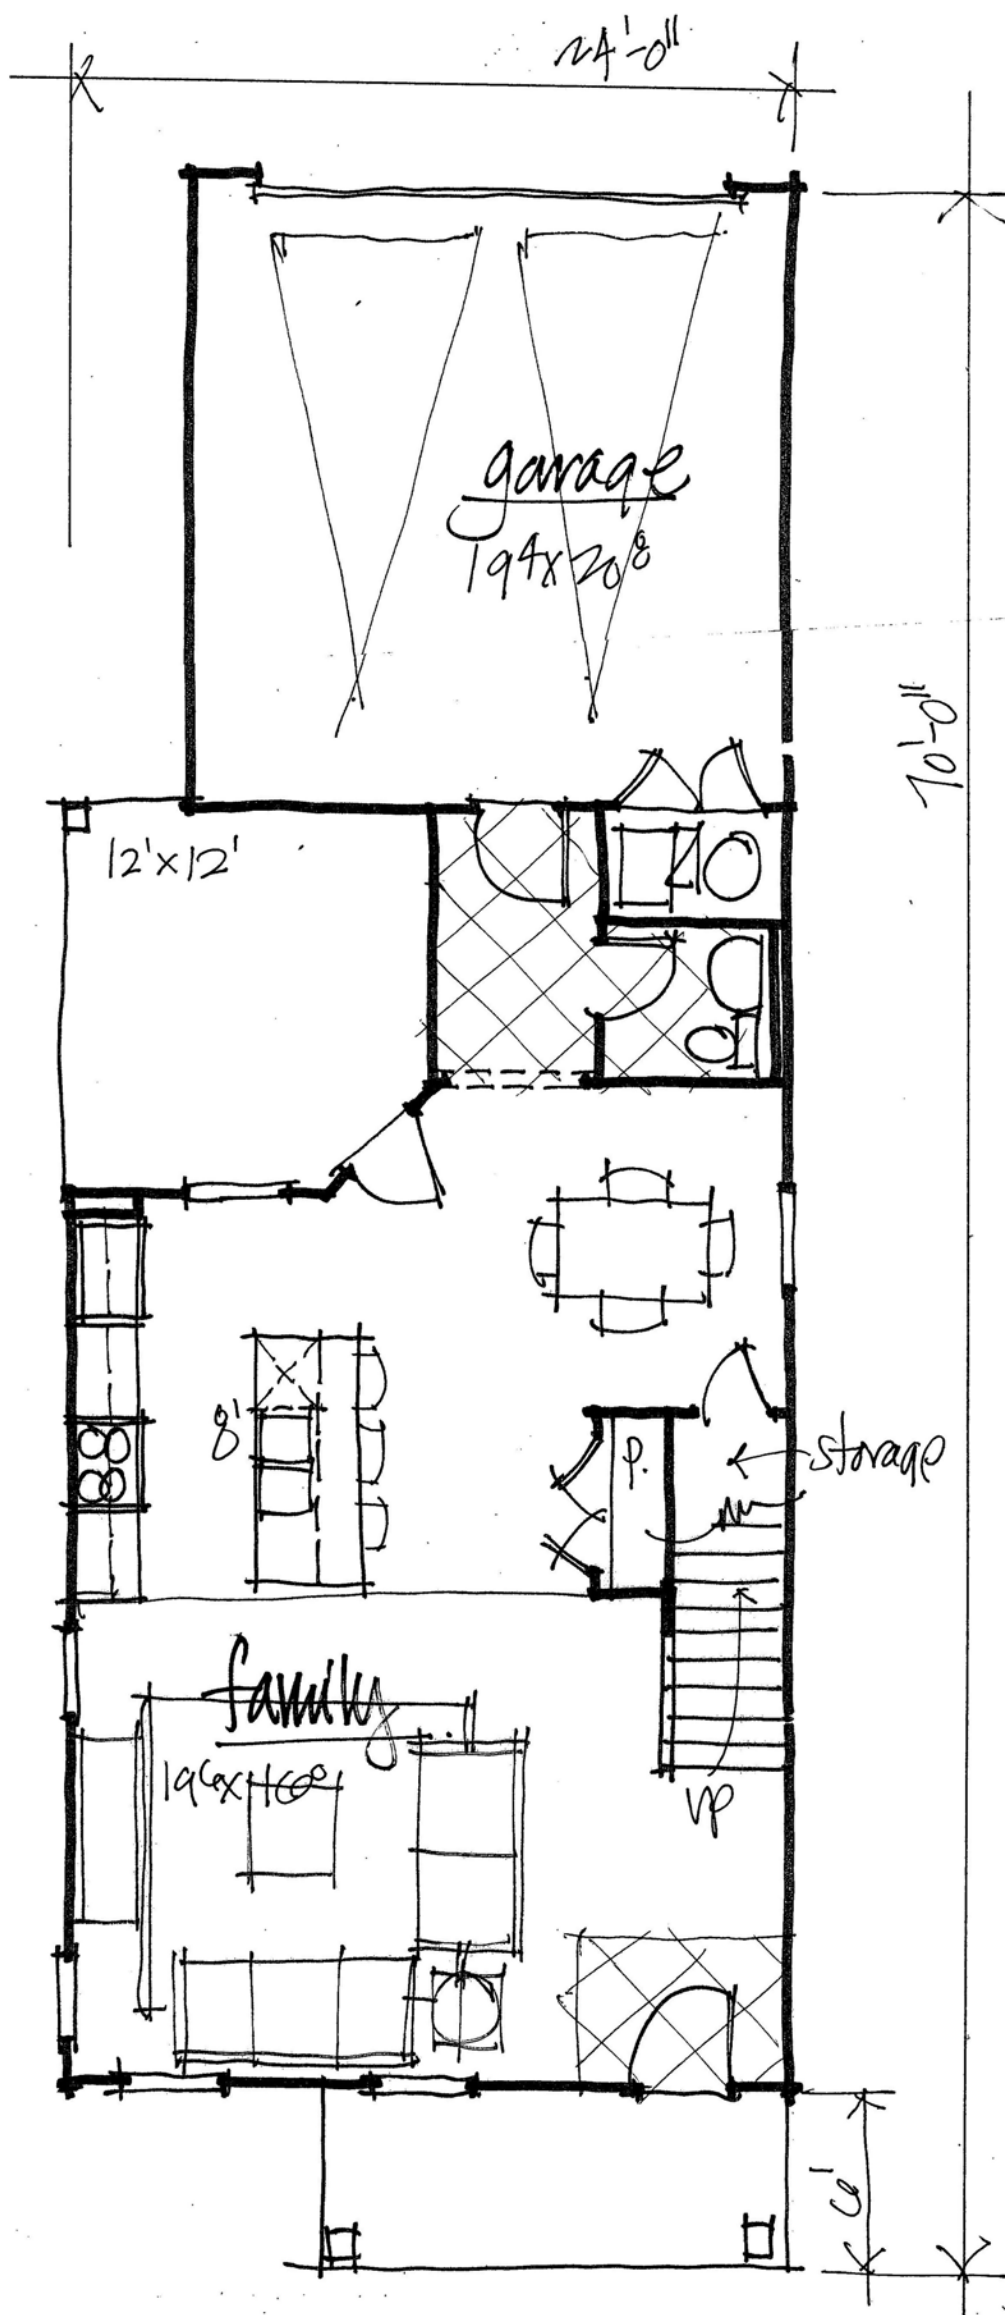 24'-0"
garage
19⁴x20⁸
70'-0"
12'x12'
8'
P.
storage
family
19⁶x16⁰
up
6'